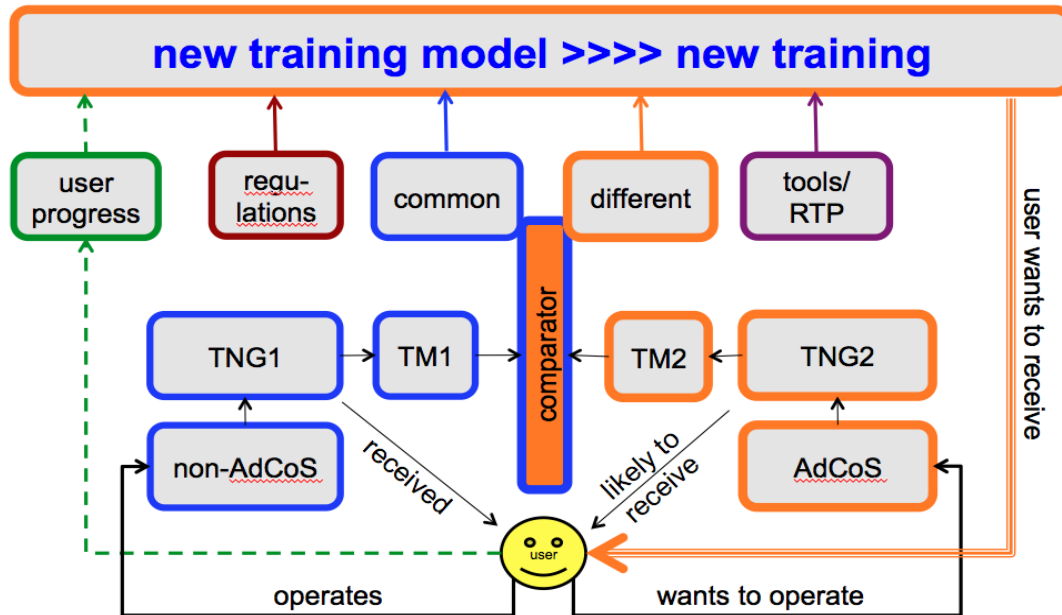 new training model >>>> new training
user
progress
regu-
lations
common
different
tools/
RTP
user wants to receive
comparator
TNG1
TM1
TM2
TNG2
non-AdCoS
received
likely to
receive
AdCoS
user
operates
wants to operate